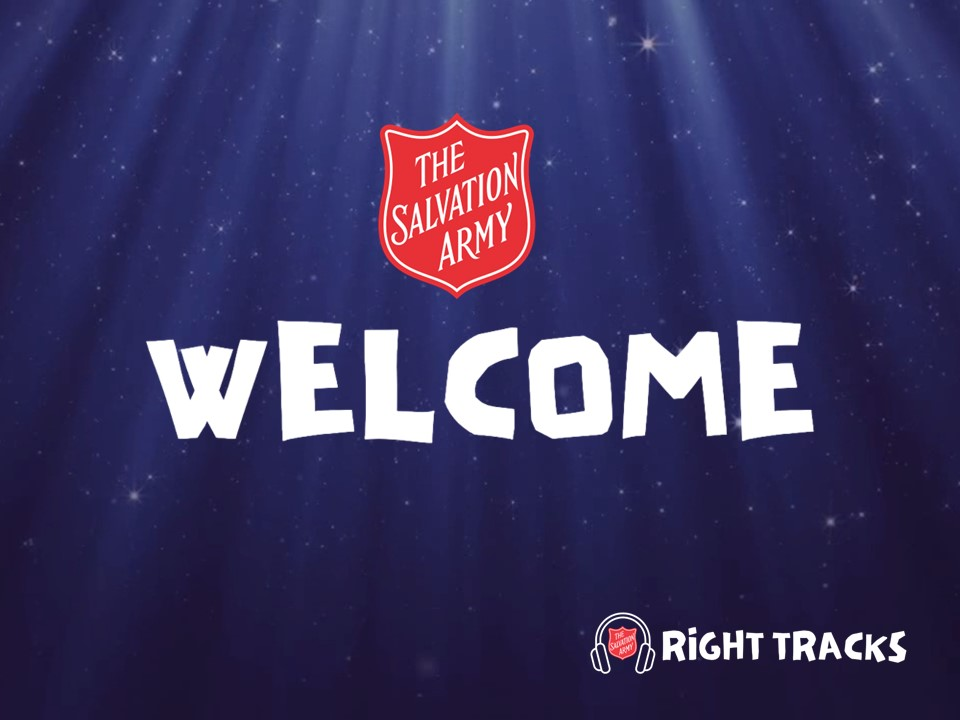 THE
SALVATION
ARMY
WELCOME
THE
SALVATION
ARMY
RiGHT TRACKS